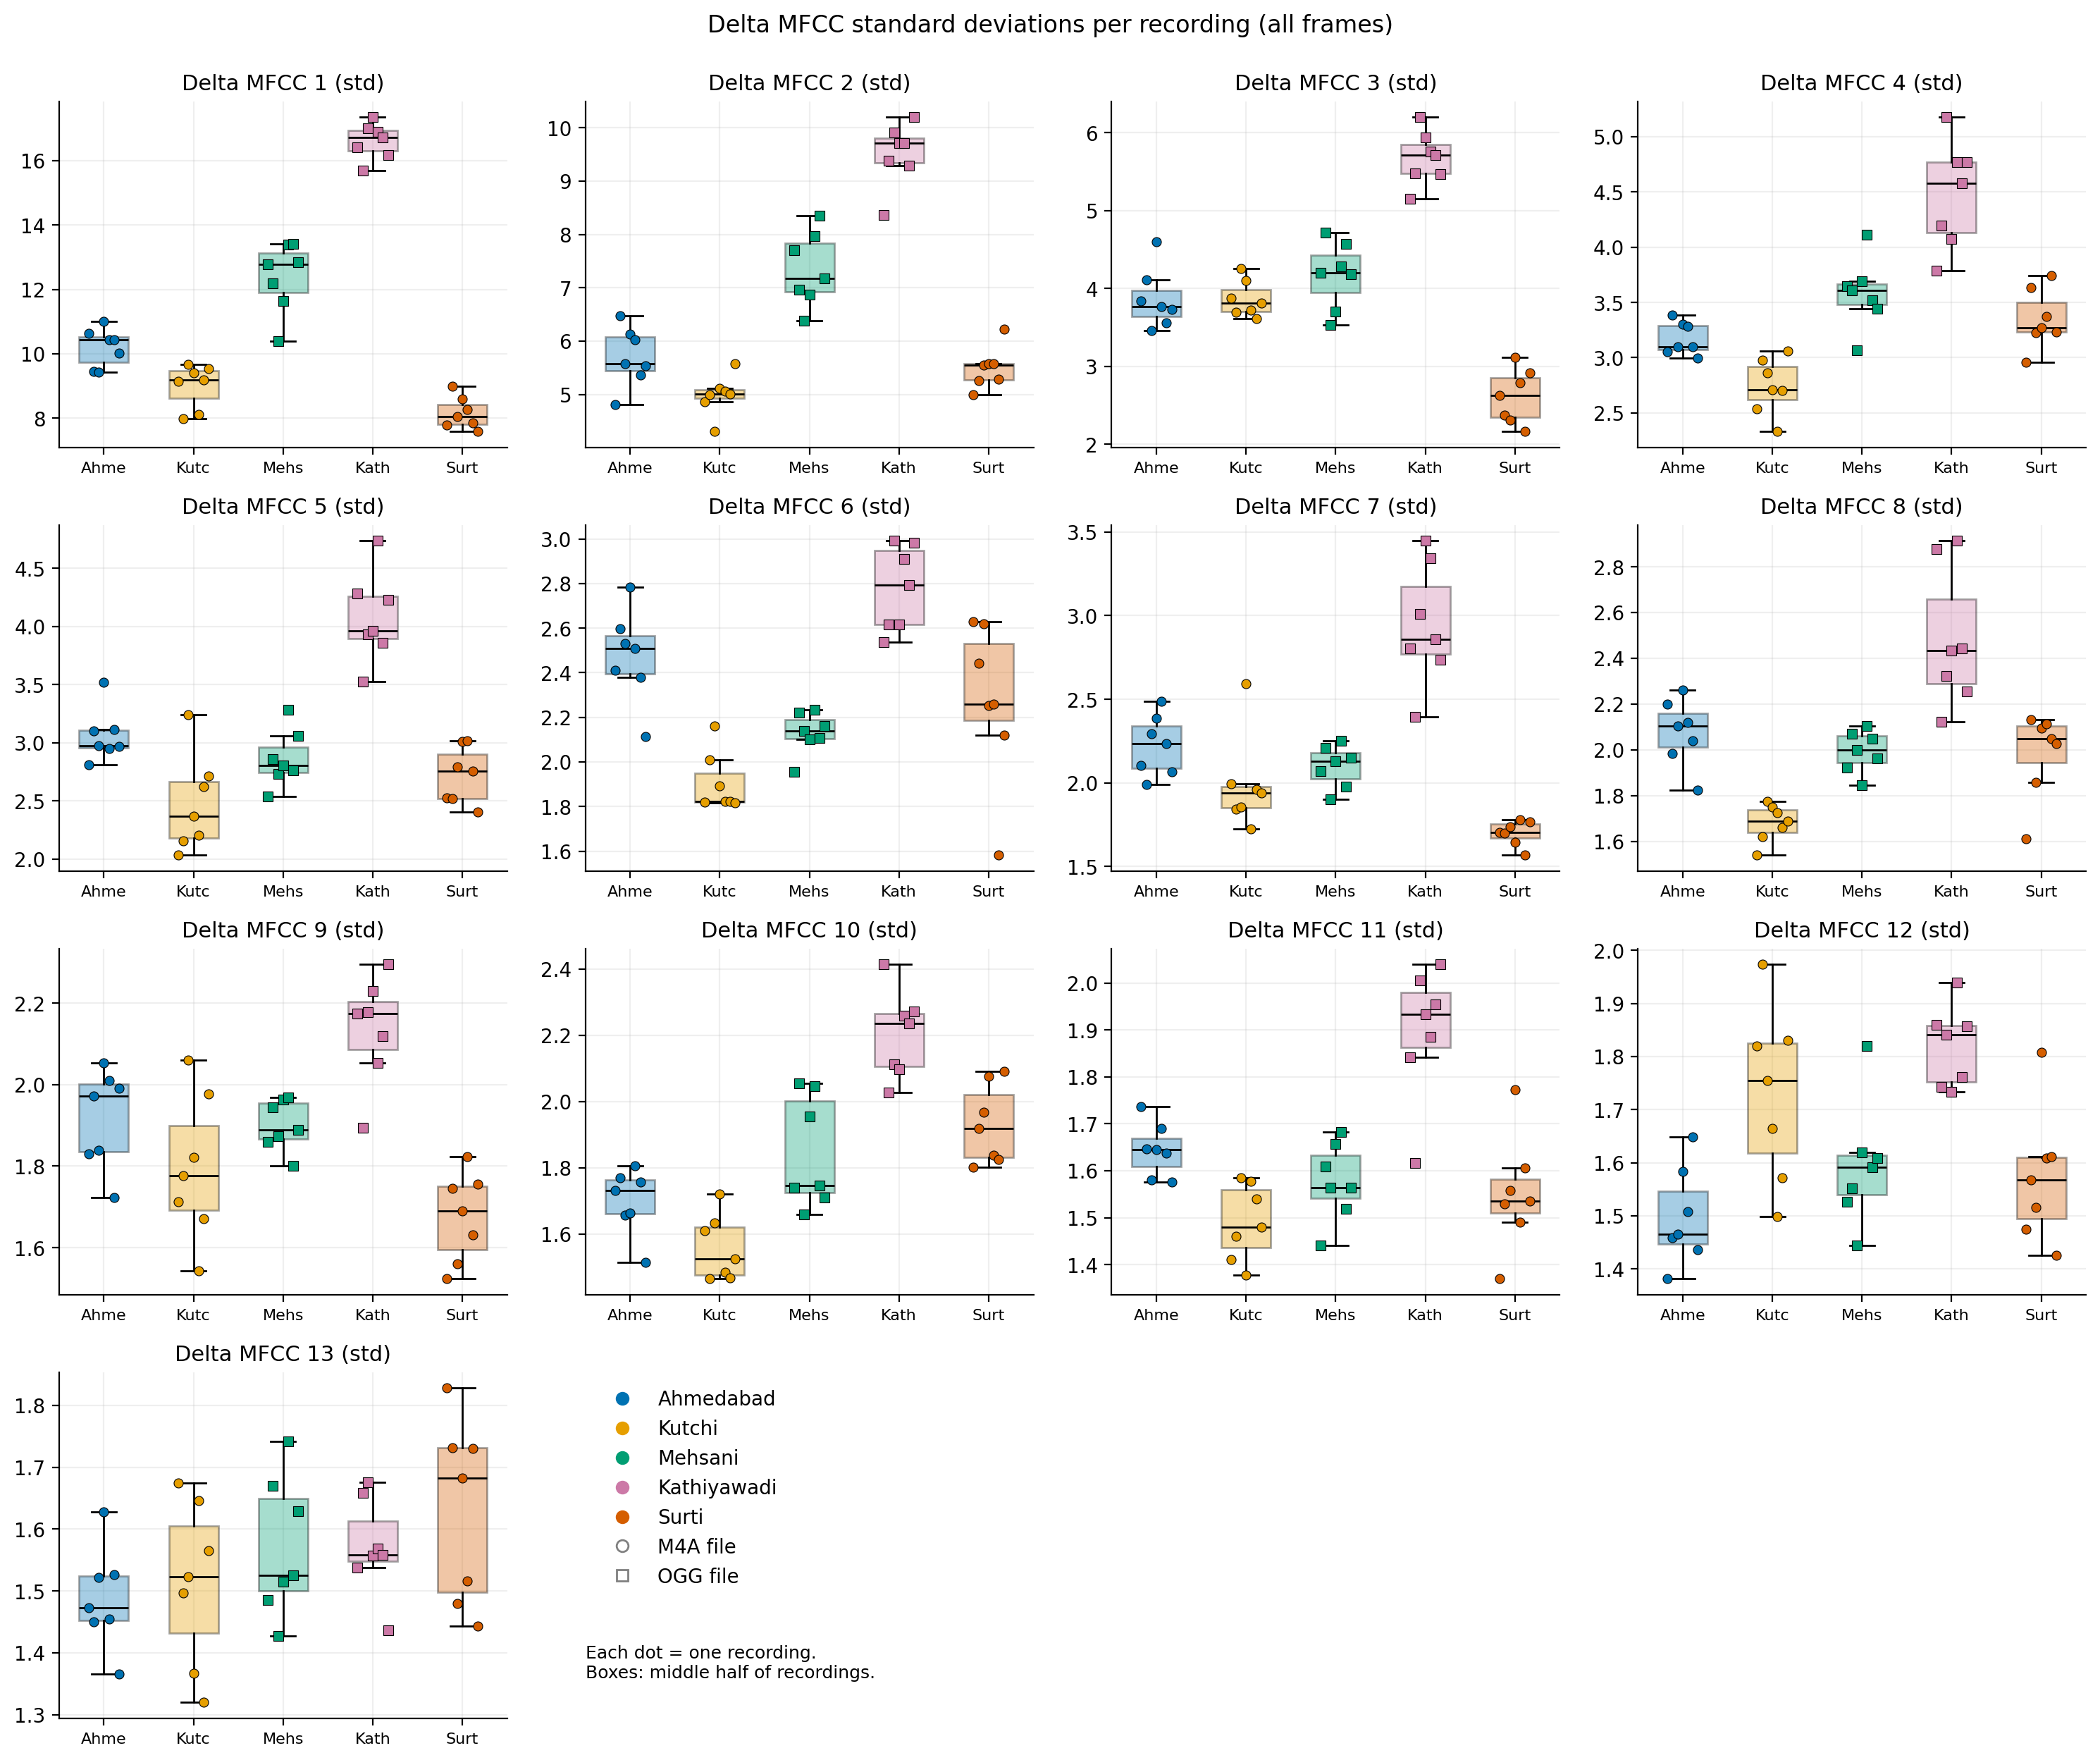 Delta MFCC standard deviations per recording (all frames)
Delta MFCC 1 (std)
16
14
12
10
8
Ahme Kutc Mehs Kath Surt
Delta MFCC 2 (std)
10
9
8
7
6
5
Ahme Kutc Mehs Kath Surt
Delta MFCC 3 (std)
6
5
4
3
2
Ahme Kutc Mehs Kath Surt
Delta MFCC 4 (std)
5.0
4.5
4.0
3.5
3.0
2.5
Ahme Kutc Mehs Kath Surt
Delta MFCC 5 (std)
4.5
4.0
3.5
3.0
2.5
2.0
Ahme Kutc Mehs Kath Surt
Delta MFCC 6 (std)
3.0
2.8
2.6
2.4
2.2
2.0
1.8
1.6
Ahme Kutc Mehs Kath Surt
Delta MFCC 7 (std)
3.5
3.0
2.5
2.0
1.5
Ahme Kutc Mehs Kath Surt
Delta MFCC 8 (std)
2.8
2.6
2.4
2.2
2.0
1.8
1.6
Ahme Kutc Mehs Kath Surt
Delta MFCC 9 (std)
2.2
2.0
1.8
1.6
Ahme Kutc Mehs Kath Surt
Delta MFCC 10 (std)
2.4
2.2
2.0
1.8
1.6
Ahme Kutc Mehs Kath Surt
Delta MFCC 11 (std)
2.0
1.9
1.8
1.7
1.6
1.5
1.4
Ahme Kutc Mehs Kath Surt
Delta MFCC 12 (std)
2.0
1.9
1.8
1.7
1.6
1.5
1.4
Ahme Kutc Mehs Kath Surt
Delta MFCC 13 (std)
1.8
1.7
1.6
1.5
1.4
1.3
Ahme Kutc Mehs Kath Surt
Ahmedabad
Kutchi
Mehsani
Kathiyawadi
Surti
M4A file
OGG file
Each dot = one recording.
Boxes: middle half of recordings.